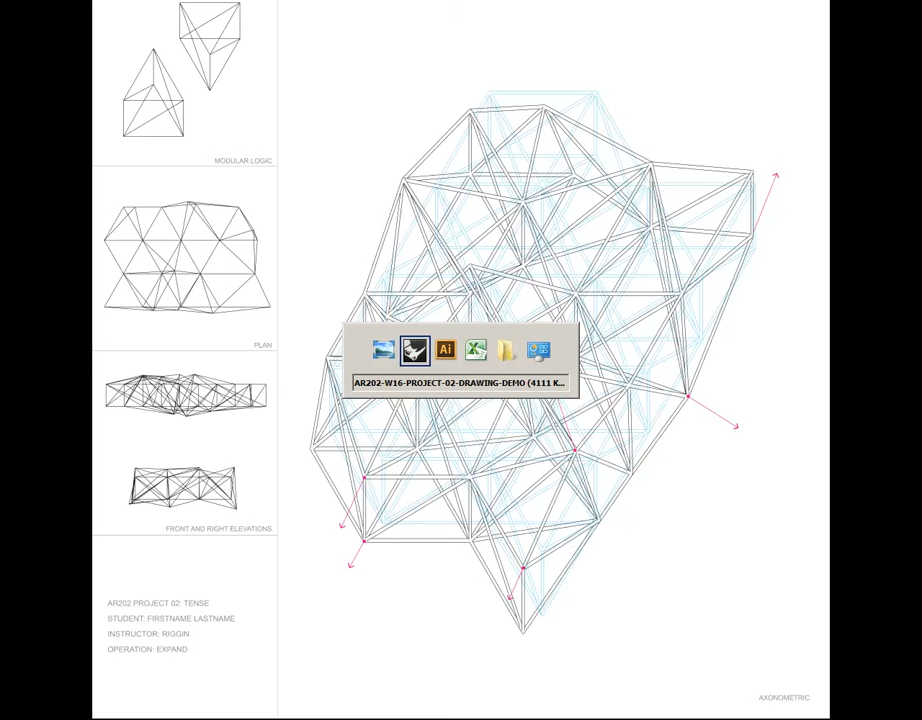 MODULAR LOGIC
PLAN
FRONT AND RIGHT ELEVATIONS
AR202 PROJECT 02: TENSE
STUDENT: FIRSTNAME LASTNAME
INSTRUCTOR: RIGGIN
OPERATION: EXPAND
Ai
AR202-W16-PROJECT-02-DRAWING-DEMO (4111 K...
AXONOMETRIC